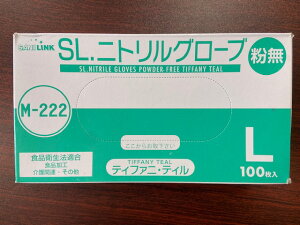 SANILINK
SL.ニトリルグローブ 粉無
SL NITRILE GLOVES POWDER FREE TIFFANY TEAL
M-222
ここからお取下さい
食品衛生法適合
食品加工
介護関連・その他
TIFFANY TEAL
ティファニ・ティル
L
100枚入